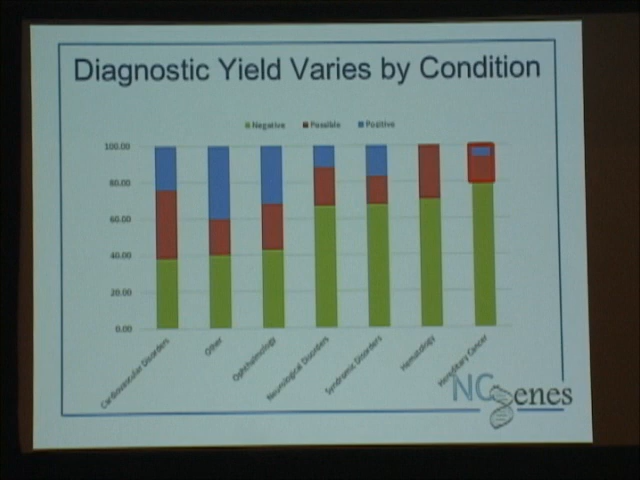 Diagnostic Yield Varies by Condition
Negative Possible Positive
100.00
80.00
60.00
40.00
20.00
0.00
Cardiovascular Disorders
Other
Ophthalmology
Neurological Disorders
Syndromic Disorders
Hematology
Hereditary Cancer
NCgenes